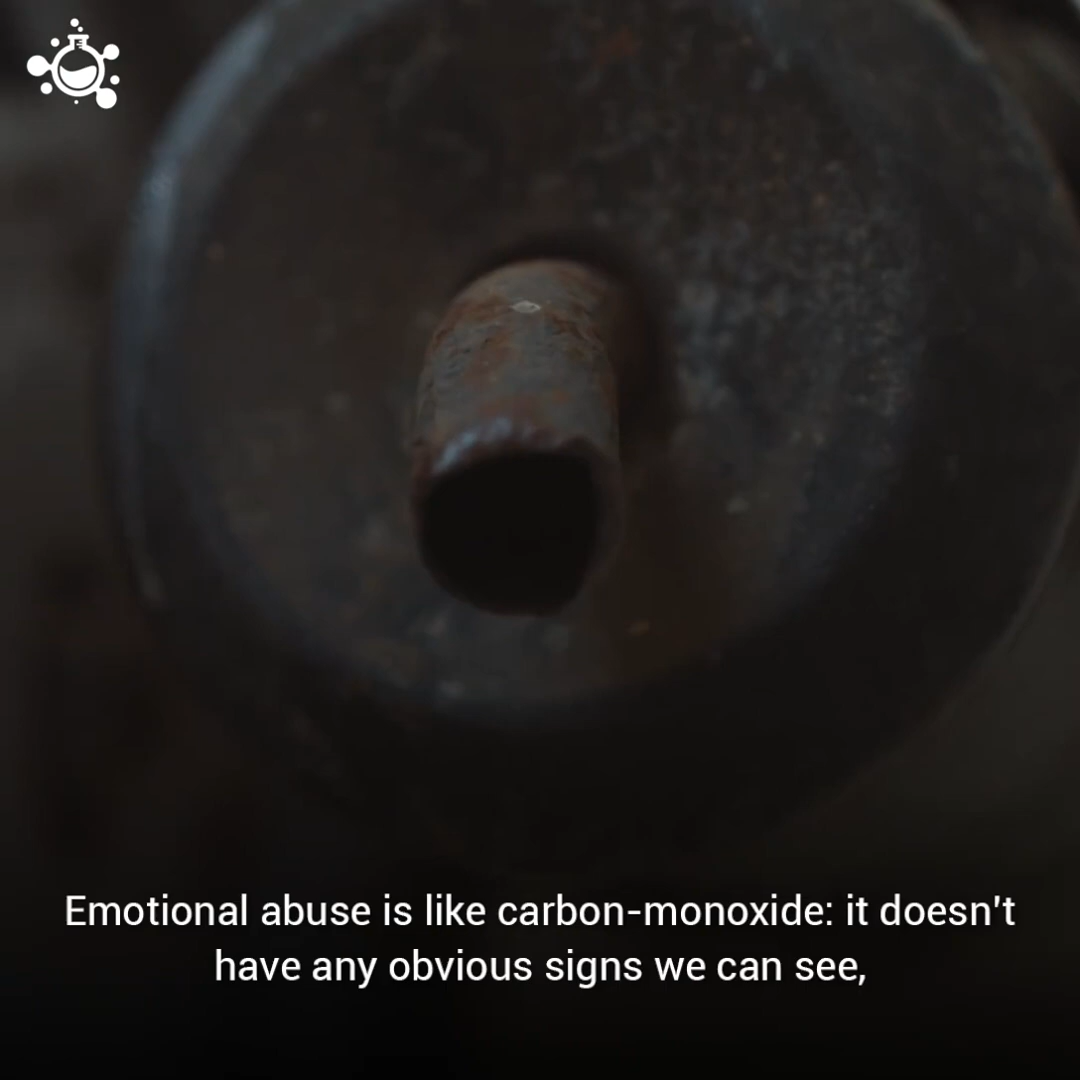 Emotional abuse is like carbon-monoxide: it doesn't
have any obvious signs we can see,